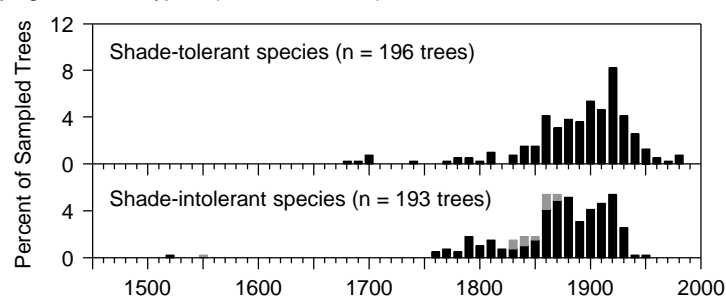 12
Shade-tolerant species (n = 196 trees)
8
4
0
Shade-intolerant species (n = 193 trees)
4
0
Percent of Sampled Trees
1500 1600 1700 1800 1900 2000